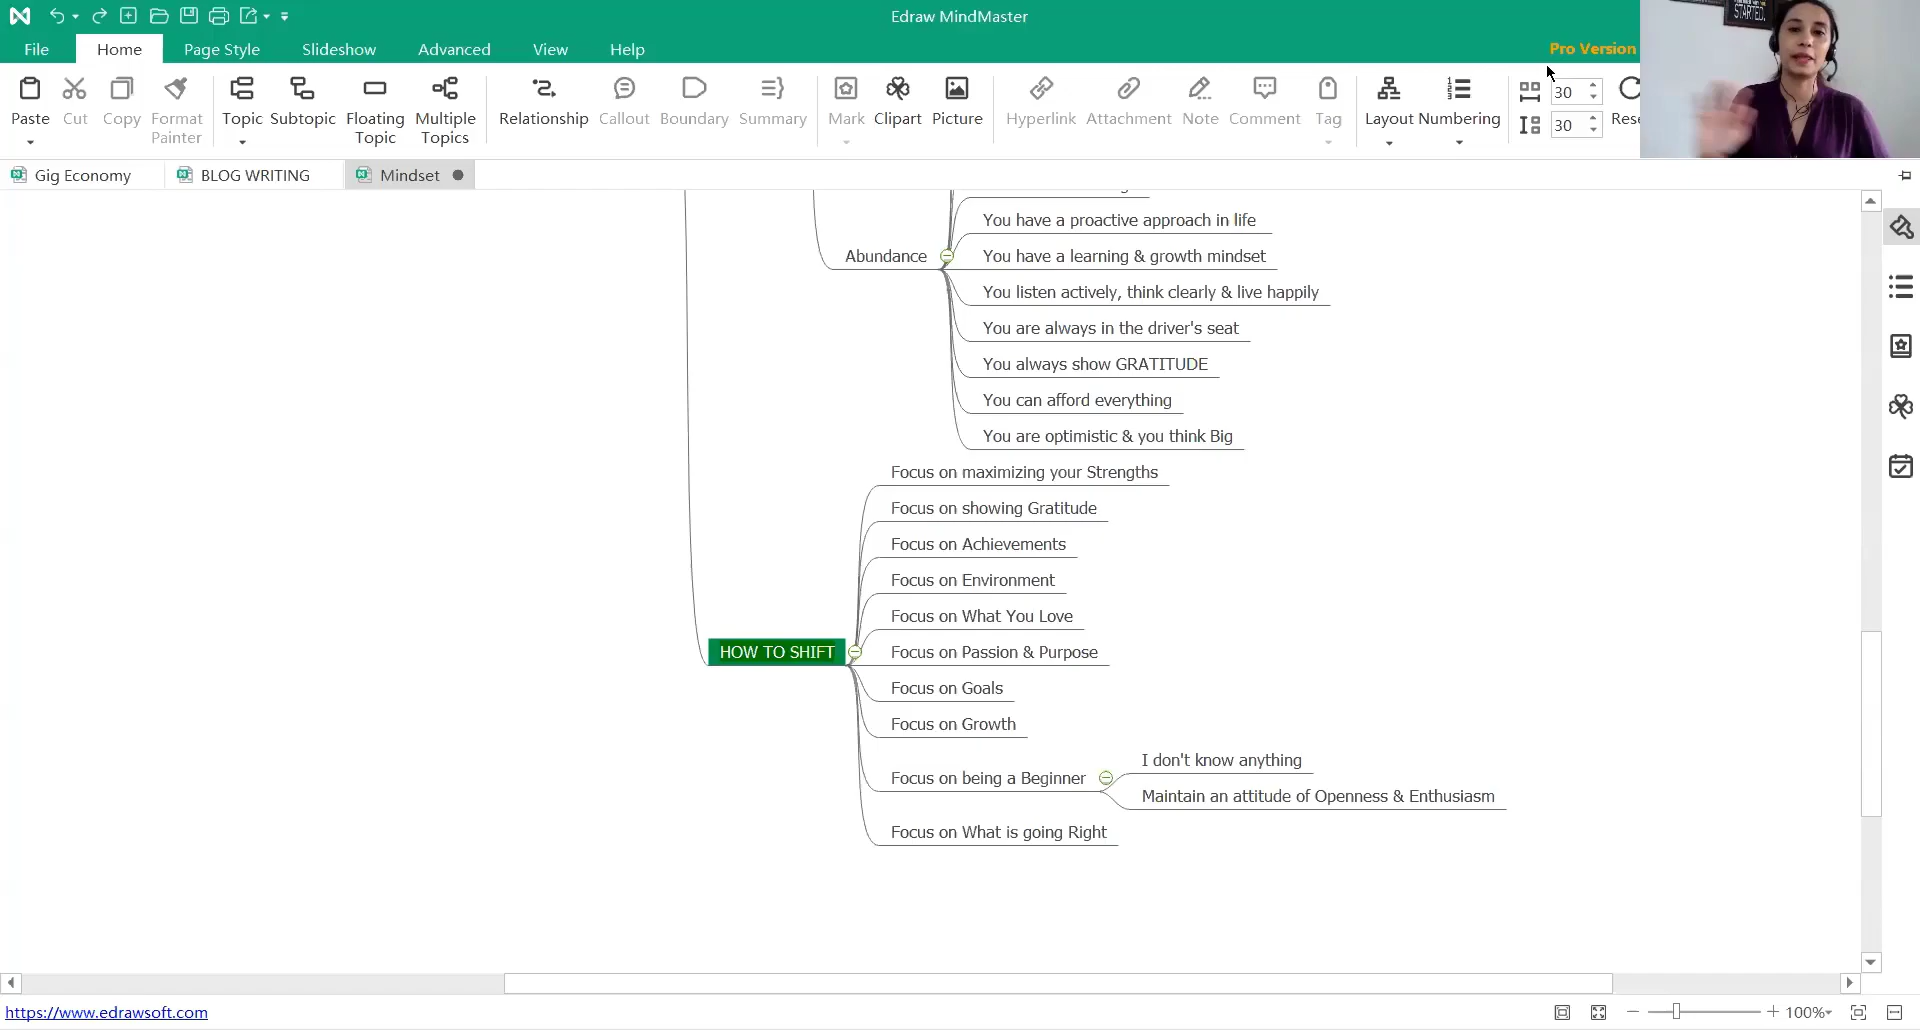 Edraw MindMaster
STARTED.
File Home Page Style Slideshow Advanced View Help Pro Version
Paste Cut Copy Format Painter Topic Subtopic Floating Topic Multiple Topics Relationship Callout Boundary Summary Mark Clipart Picture Hyperlink Attachment Note Comment Tag Layout Numbering 30 30 Rese
Gig Economy BLOG WRITING Mindset
You have a proactive approach in life
Abundance
You have a learning & growth mindset
You listen actively, think clearly & live happily
You are always in the driver's seat
You always show GRATITUDE
You can afford everything
You are optimistic & you think Big
HOW TO SHIFT
Focus on maximizing your Strengths
Focus on showing Gratitude
Focus on Achievements
Focus on Environment
Focus on What You Love
Focus on Passion & Purpose
Focus on Goals
Focus on Growth
Focus on being a Beginner
I don't know anything
Maintain an attitude of Openness & Enthusiasm
Focus on What is going Right
https://www.edrawsoft.com
100%